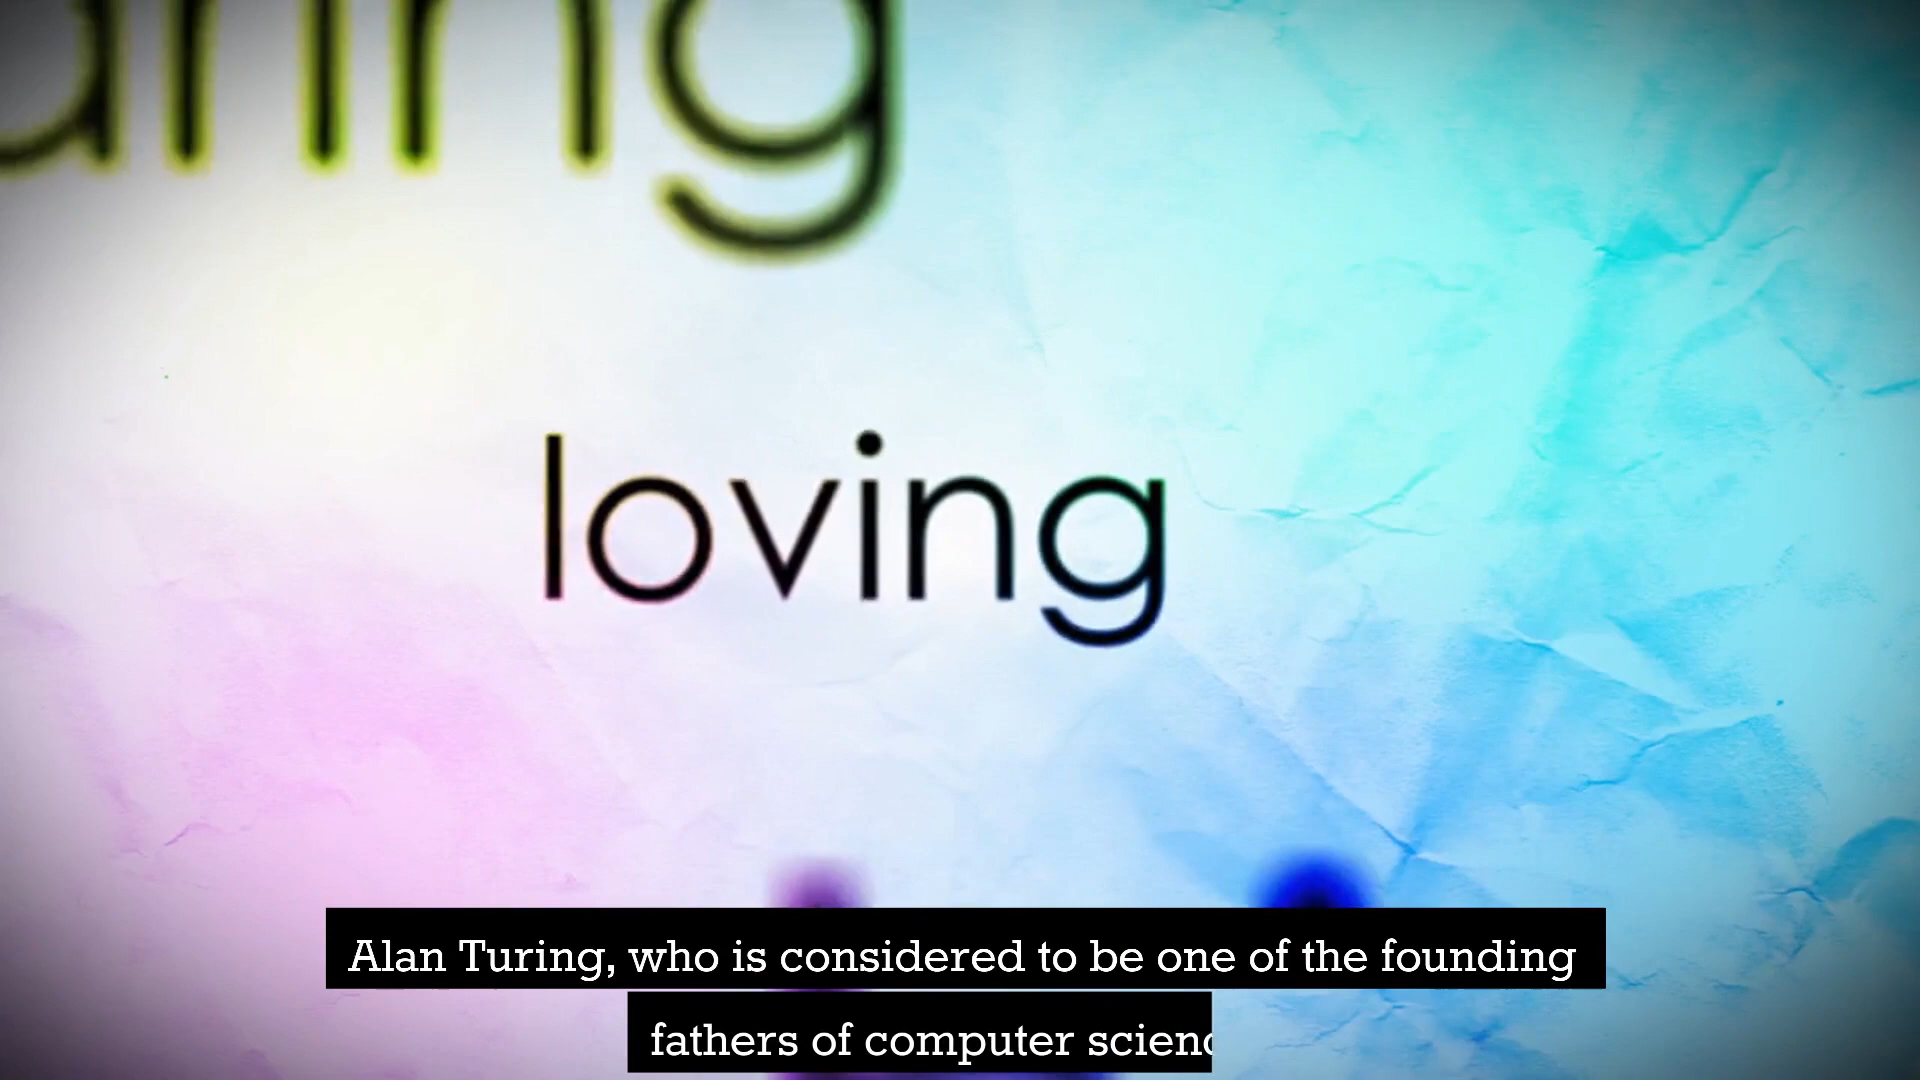 loving
Alan Turing, who is considered to be one of the founding
fathers of computer scienc